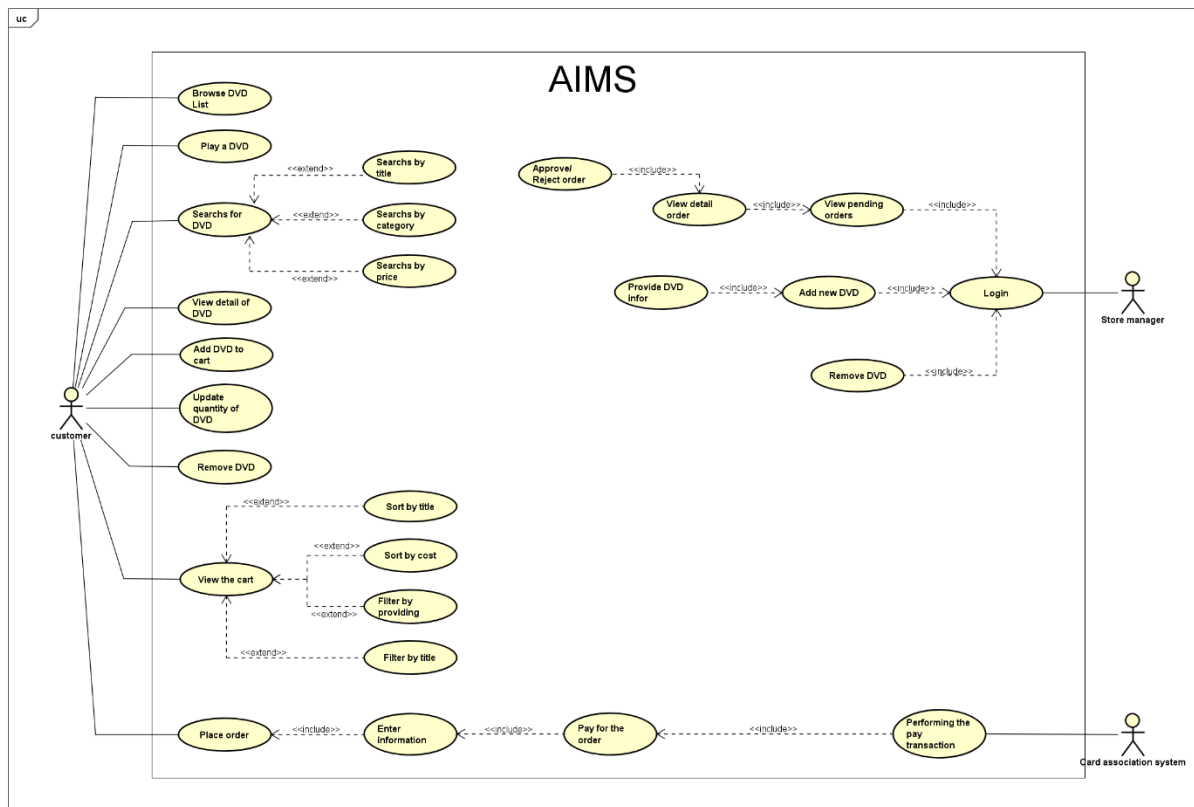 uc
AIMS
Browse DVD
List
Play a DVD
<<extend>>
Searchs by
title
Searchs for
DVD
<<extend>>
Searchs by
category
<<extend>>
Searchs by
price
View detail of
DVD
Add DVD to
cart
Update
quantity of
DVD
Remove DVD
customer
<<extend>>
Sort by title
<<extend>>
Sort by cost
View the cart
Filter by
providing
<<extend>>
<<extend>>
Filter by title
Place order
<<include>>
Enter
information
<<include>>
Pay for the
order
<<include>>
Performing the
pay
transaction
Card association system
Approve/
Reject order
<<include>>
View detail
order
<<include>>
View pending
orders
<<include>>
Provide DVD
infor
<<include>>
Add new DVD
<<include>>
Login
Store manager
Remove DVD
<<include>>